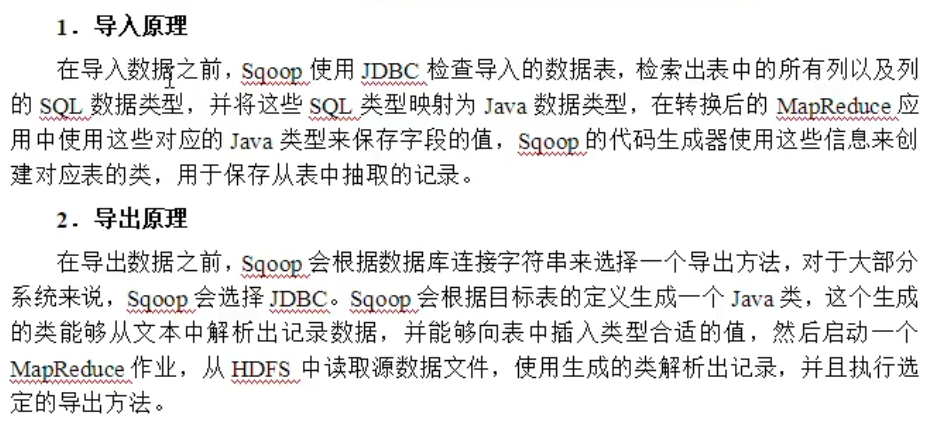 1．导入原理
在导入数据之前，Sqoop 使用 JDBC 检查导入的数据表，检索出表中的所有列以及列
的 SQL 数据类型，并将这些 SQL 类型映射为 Java 数据类型，在转换后的 MapReduce 应
用中使用这些对应的 Java 类型来保存字段的值，Sqoop 的代码生成器使用这些信息来创
建对应表的类，用于保存从表中抽取的记录。
2．导出原理
在导出数据之前，Sqoop 会根据数据库连接字符串来选择一个导出方法，对于大部分
系统来说，Sqoop 会选择 JDBC。Sqoop 会根据目标表的定义生成一个 Java 类，这个生成
的类能够从文本中解析出记录数据，并能够向表中插入类型合适的值，然后启动一个
MapReduce 作业，从 HDFS 中读取源数据文件，使用生成的类解析出记录，并且执行选
定的导出方法。